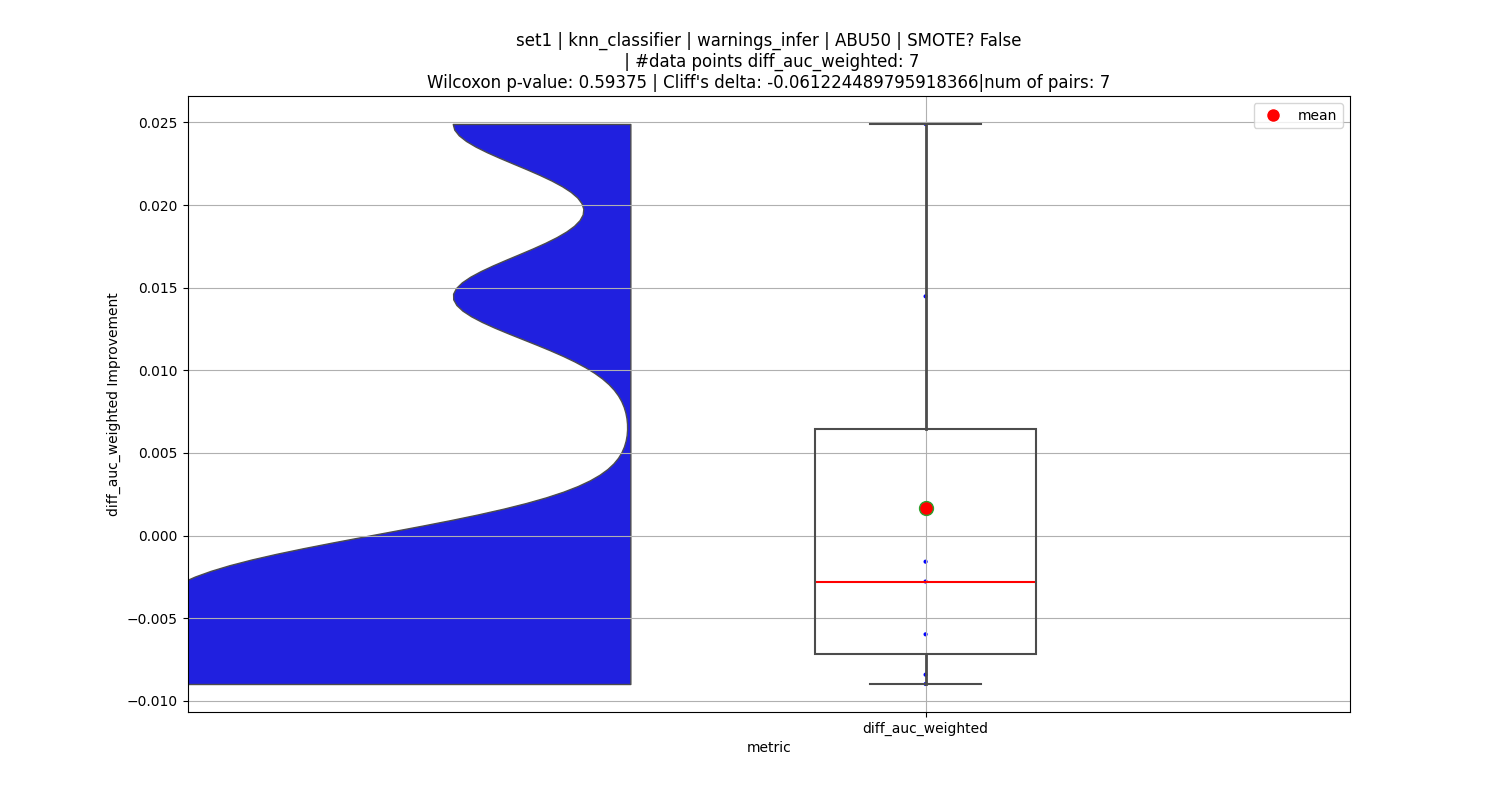 set1 | knn_classifier | warnings_infer | ABU50 | SMOTE? False
| #data points diff_auc_weighted: 7
Wilcoxon p-value: 0.59375 | Cliff's delta: -0.061224489795918366|num of pairs: 7
mean
0.025
0.020
0.015
0.010
0.005
0.000
−0.005
−0.010
diff_auc_weighted Improvement
diff_auc_weighted
metric